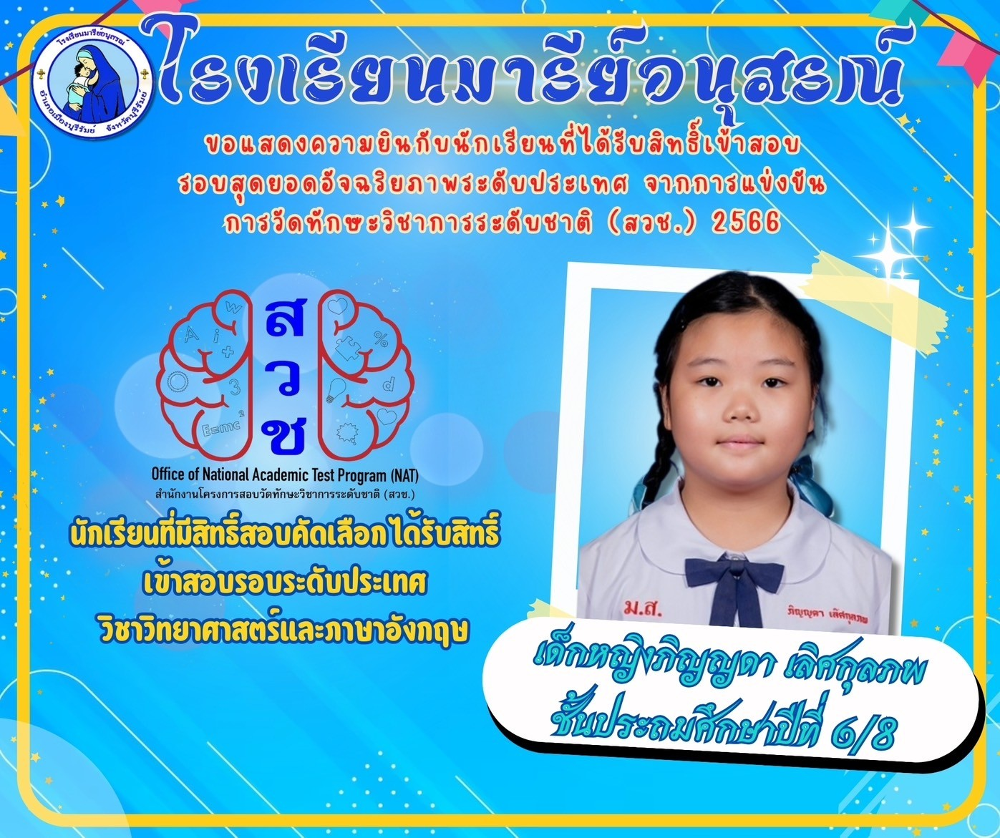 โรงเรียนมารีย์อนุสรณ์
โรงเรียนมารีย์อนุสรณ์
อำเภอเมืองบุรีรัมย์ จังหวัดบุรีรัมย์
ขอแสดงความยินกับนักเรียนที่ได้รับสิทธิ์เข้าสอบ
รอบสุดยอดอัจฉริยภาพระดับประเทศ จากการแข่งขัน
การวัดทักษะวิชาการระดับชาติ (สวช.) 2566
W
A i +
3
E=mc²
%
d
ส
ว
ช
Office of National Academic Test Program (NAT)
สำนักงานโครงการสอบวัดทักษะวิชาการระดับชาติ (สวช.)
นักเรียนที่มีสิทธิ์สอบคัดเลือก ได้รับสิทธิ์
เข้าสอบรอบระดับประเทศ
วิชาวิทยาศาสตร์และภาษาอังกฤษ
ม.ส.
ภิญญดา เลิศกุลภพ
เด็กหญิงภิญญดา เลิศกุลภพ
ชั้นประถมศึกษาปีที่ 6/8